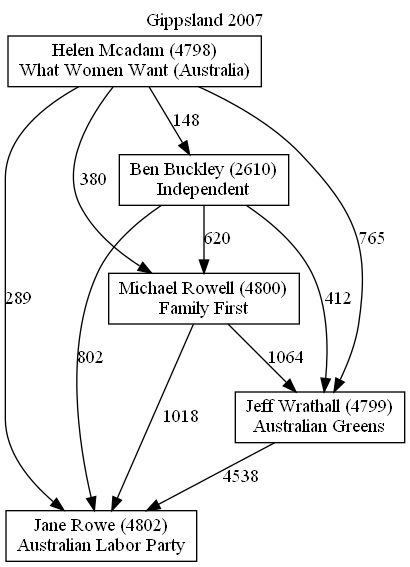 Gippsland 2007
Helen Mcadam (4798)
What Women Want (Australia)
148
Ben Buckley (2610)
Independent
380
620
765
Michael Rowell (4800)
Family First
289
412
802
1064
Jeff Wrathall (4799)
Australian Greens
1018
4538
Jane Rowe (4802)
Australian Labor Party